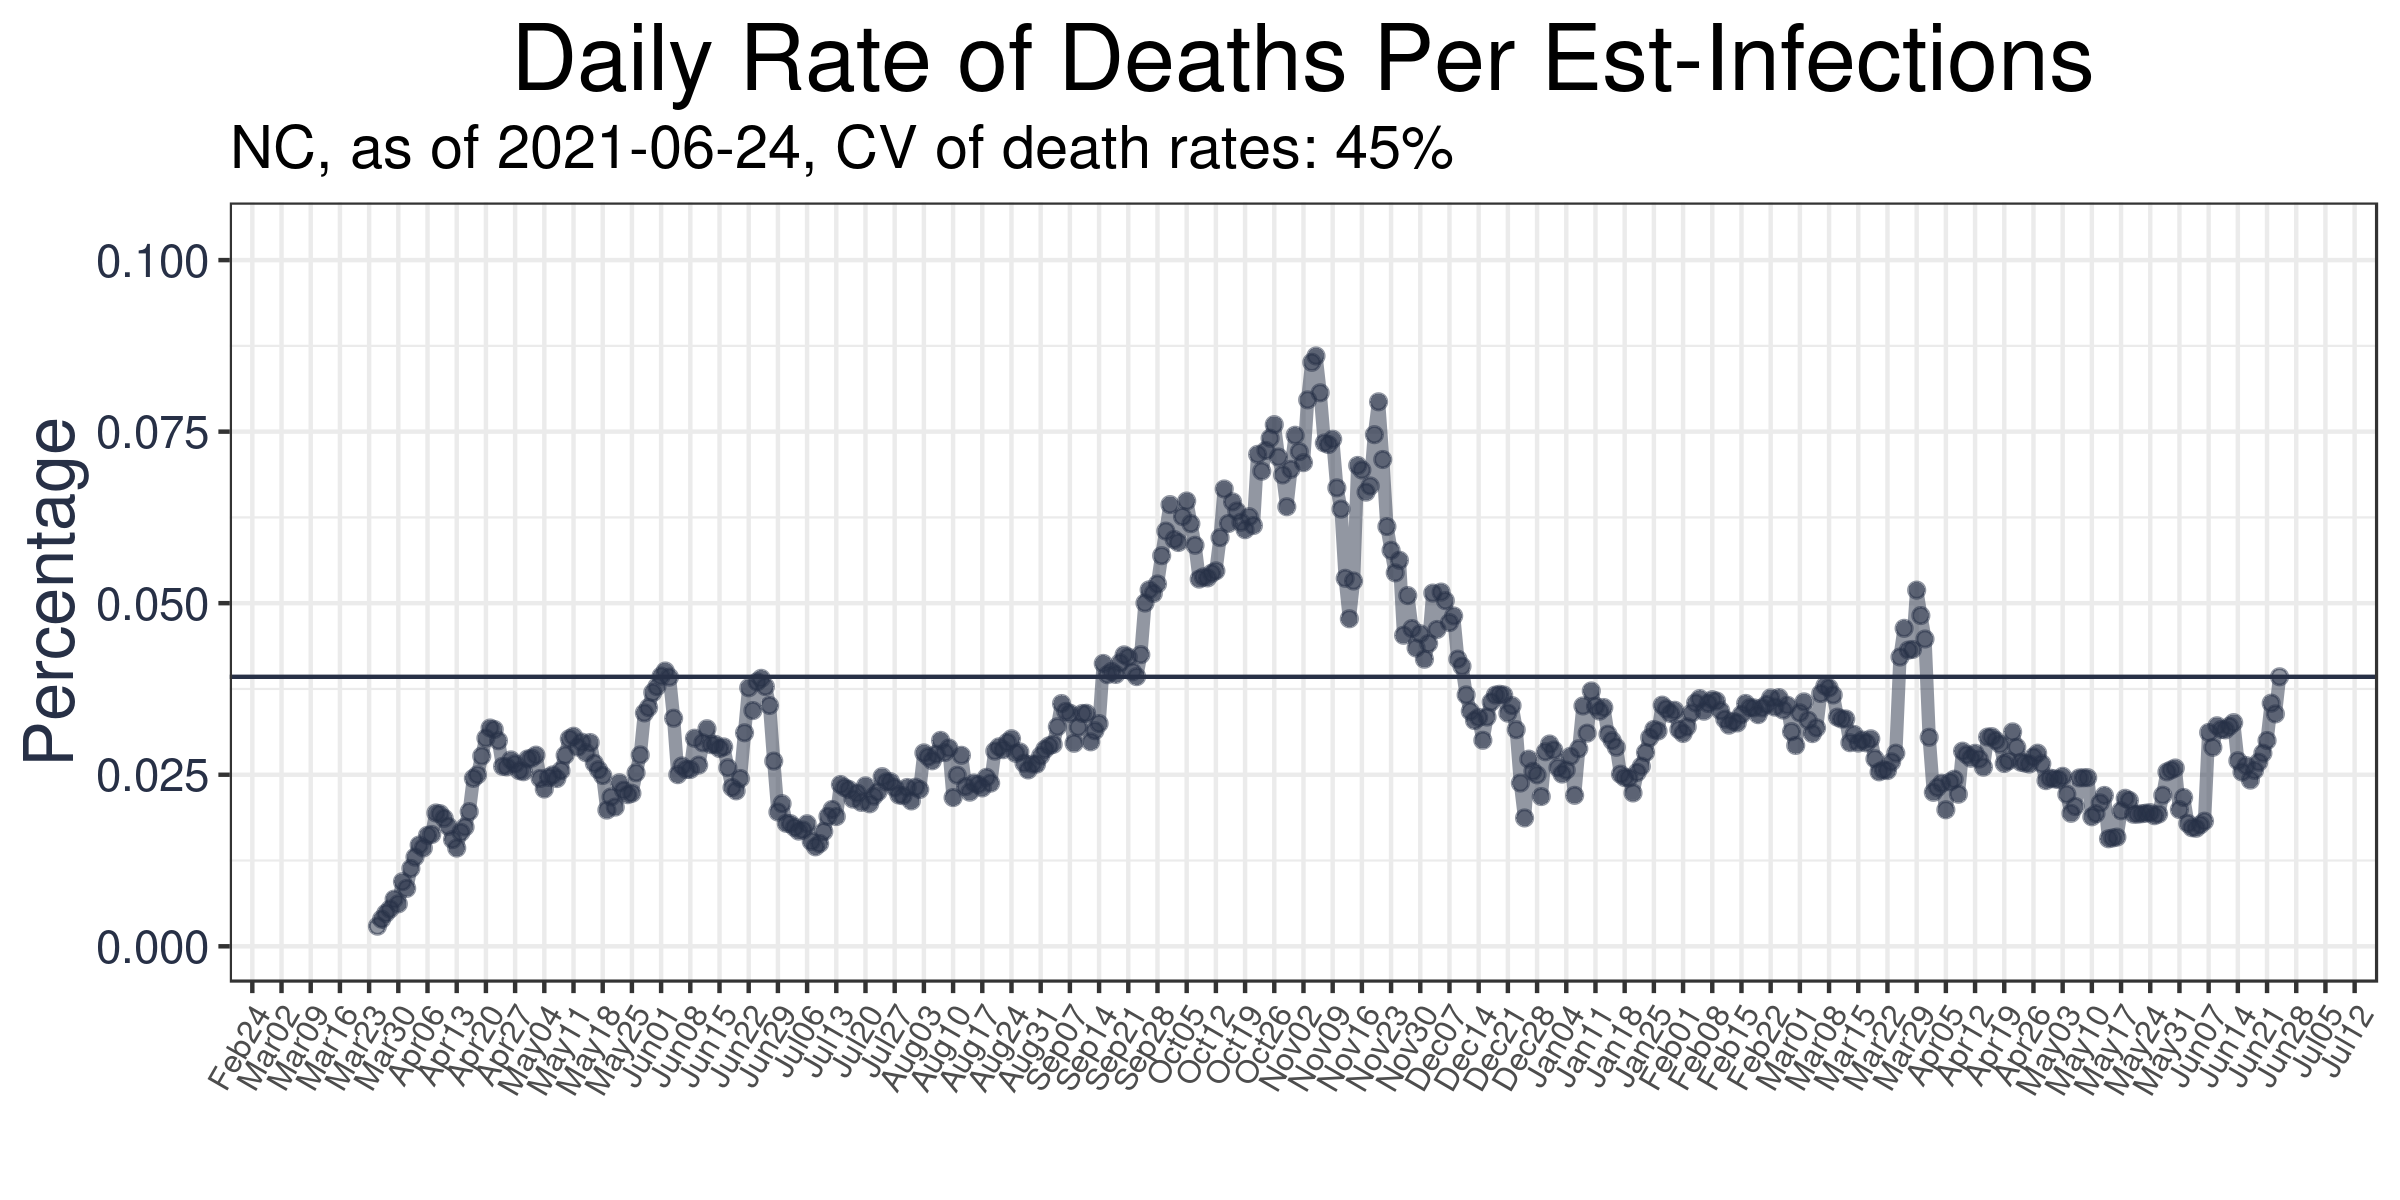 Daily Rate of Deaths Per Est-Infections
NC, as of 2021-06-24, CV of death rates: 45%
Percentage
0.100
0.075
0.050
0.025
0.000
Feb24
Mar02
Mar09
Mar16
Mar23
Mar30
Apr06
Apr13
Apr20
Apr27
May04
May11
May18
May25
Jun01
Jun08
Jun15
Jun22
Jun29
Jul06
Jul13
Jul20
Jul27
Aug03
Aug10
Aug17
Aug24
Aug31
Sep07
Sep14
Sep21
Sep28
Oct05
Oct12
Oct19
Oct26
Nov02
Nov09
Nov16
Nov23
Nov30
Dec07
Dec14
Dec21
Dec28
Jan04
Jan11
Jan18
Jan25
Feb01
Feb08
Feb15
Feb22
Mar01
Mar08
Mar15
Mar22
Mar29
Apr05
Apr12
Apr19
Apr26
May03
May10
May17
May24
May31
Jun07
Jun14
Jun21
Jun28
Jul05
Jul12